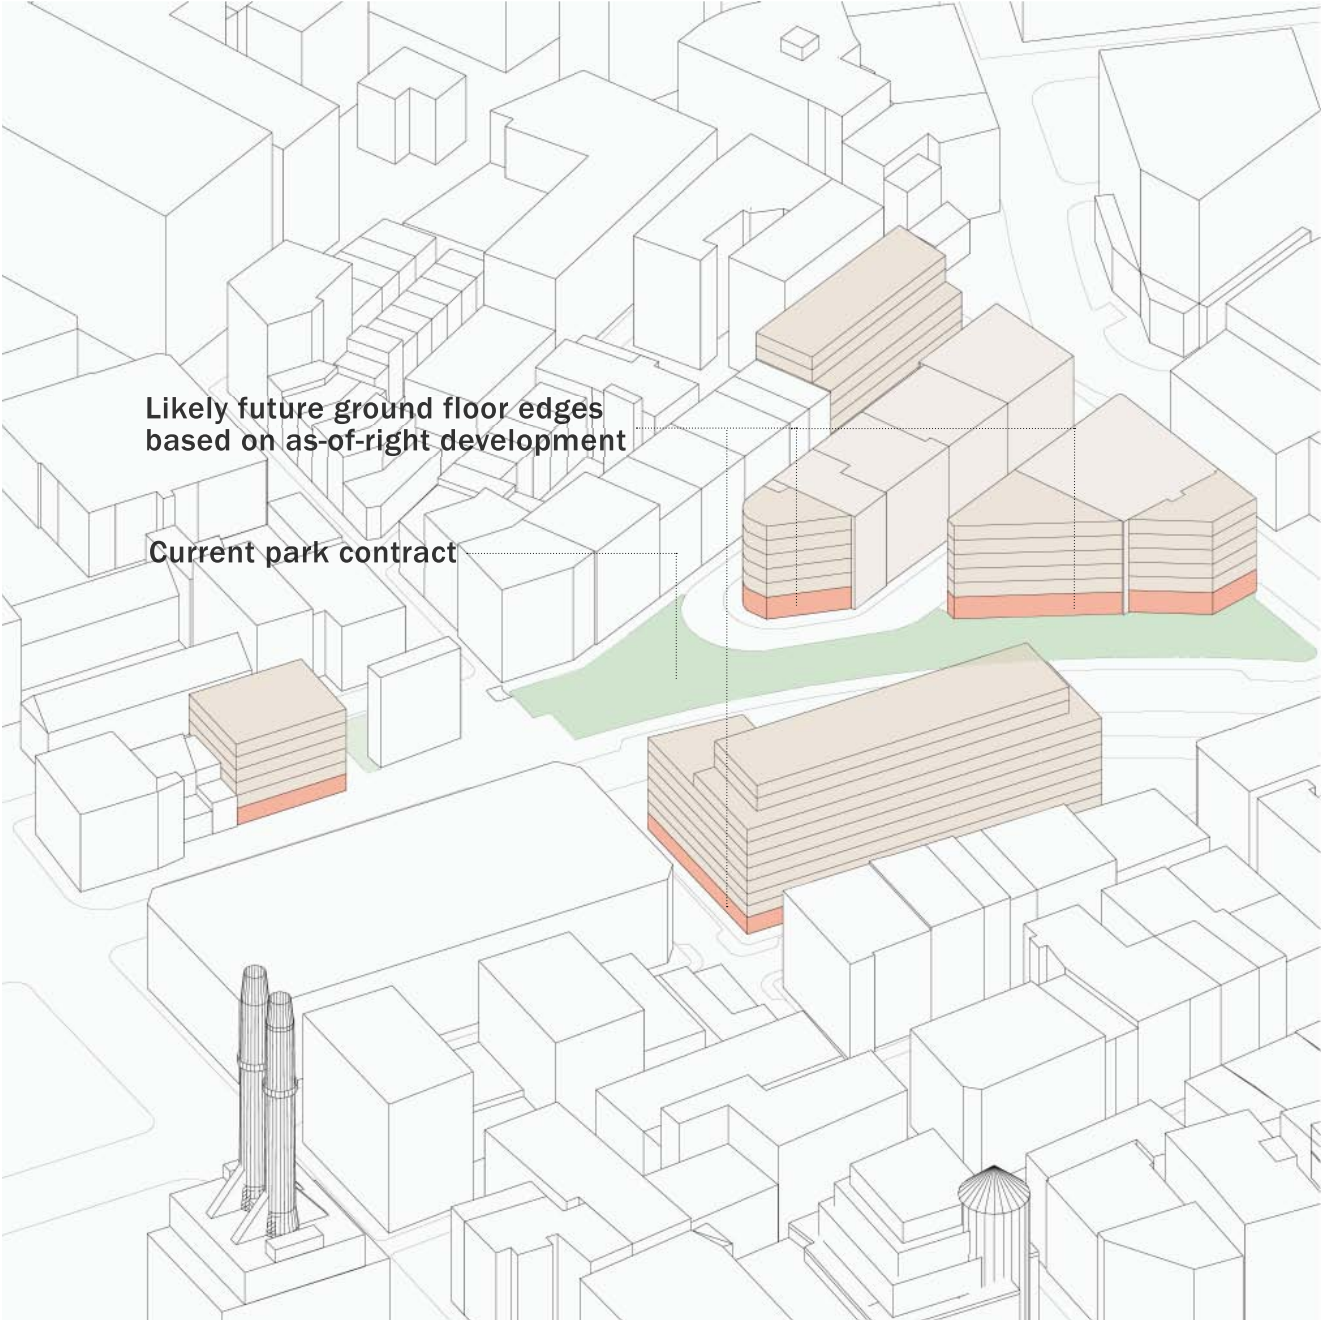 Likely future ground floor edges
based on as-of-right development
Current park contract